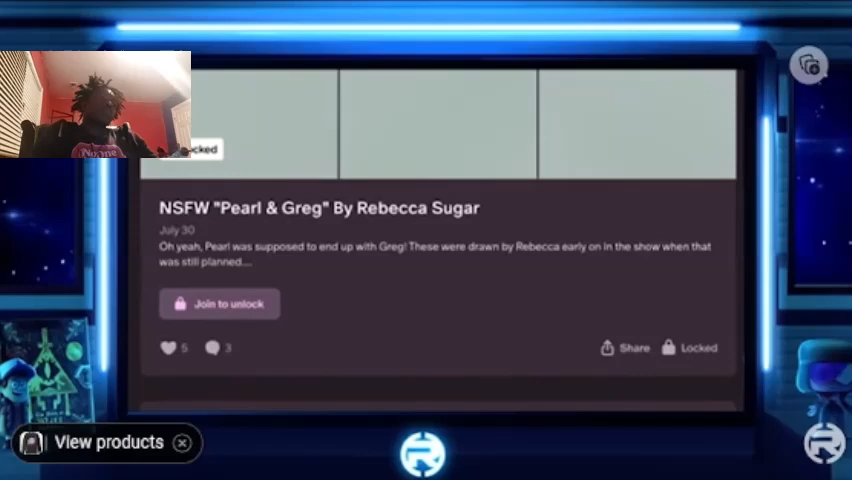 cked
NSFW "Pearl & Greg" By Rebecca Sugar
July 30
Oh yeah, Pearl was supposed to end up with Greg! These were drawn by Rebecca early on in the show when that
was still planned....
Join to unlock
5 3 Share Locked
View products